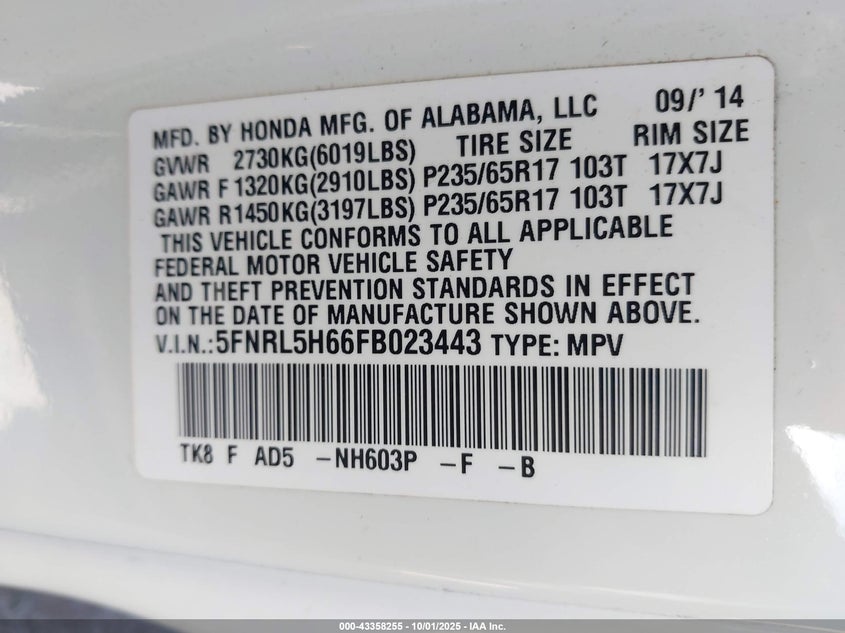 MFD. BY HONDA MFG. OF ALABAMA, LLC 09/' 14
GVWR 2730KG(6019LBS) TIRE SIZE RIM SIZE
GAWR F 1320KG(2910LBS) P235/65R17 103T 17X7J
GAWR R1450KG(3197LBS) P235/65R17 103T 17X7J
THIS VEHICLE CONFORMS TO ALL APPLICABLE
FEDERAL MOTOR VEHICLE SAFETY
AND THEFT PREVENTION STANDARDS IN EFFECT
ON THE DATE OF MANUFACTURE SHOWN ABOVE.
V.I.N.:5FNRL5H66FB023443 TYPE: MPV
TK8 F AD5 -NH603P -F -B
000-43358255 - 10/01/2025 - IAA Inc.